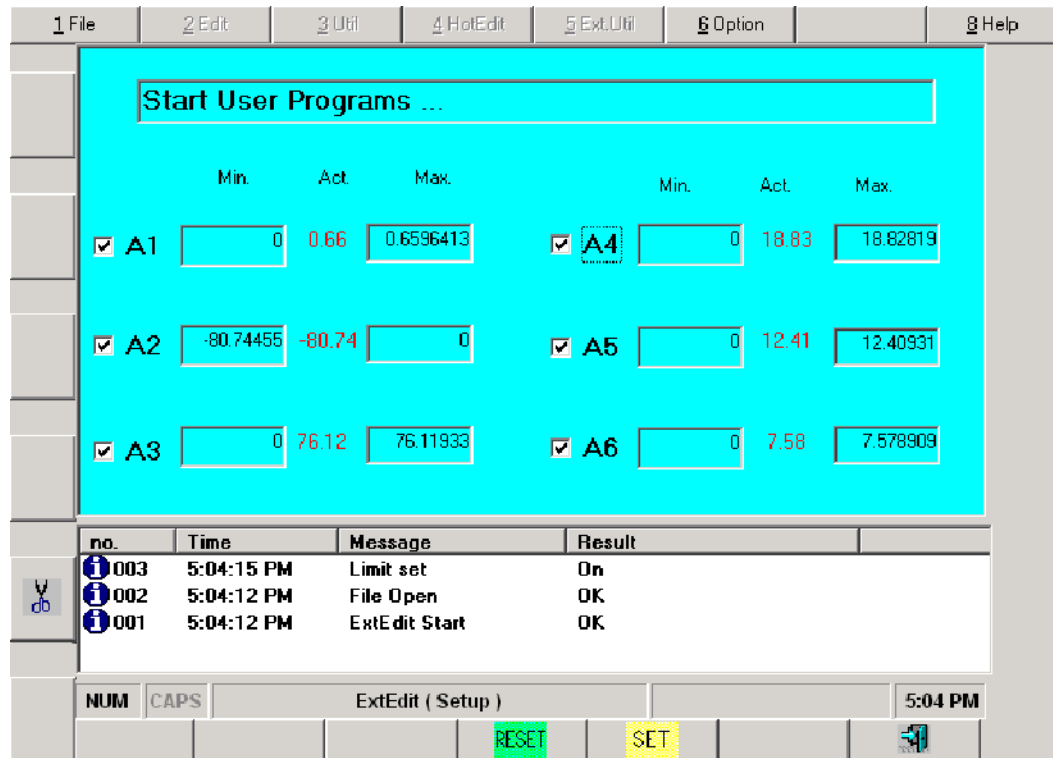 1 File 2 Edit 3 Util 4 HotEdit 5 Ext.Util 6 Option 8 Help
Start User Programs ...
Min. Act. Max. Min. Act. Max.
A1 0 0.66 0.6596413 A4 0 18.83 18.82819
A2 -80.74455 -80.74 0 A5 0 12.41 12.40931
A3 0 76.12 76.11933 A6 0 7.58 7.578909
no. Time Message Result
003 5:04:15 PM Limit set On
002 5:04:12 PM File Open OK
001 5:04:12 PM ExtEdit Start OK
NUM CAPS ExtEdit ( Setup ) 5:04 PM
RESET SET